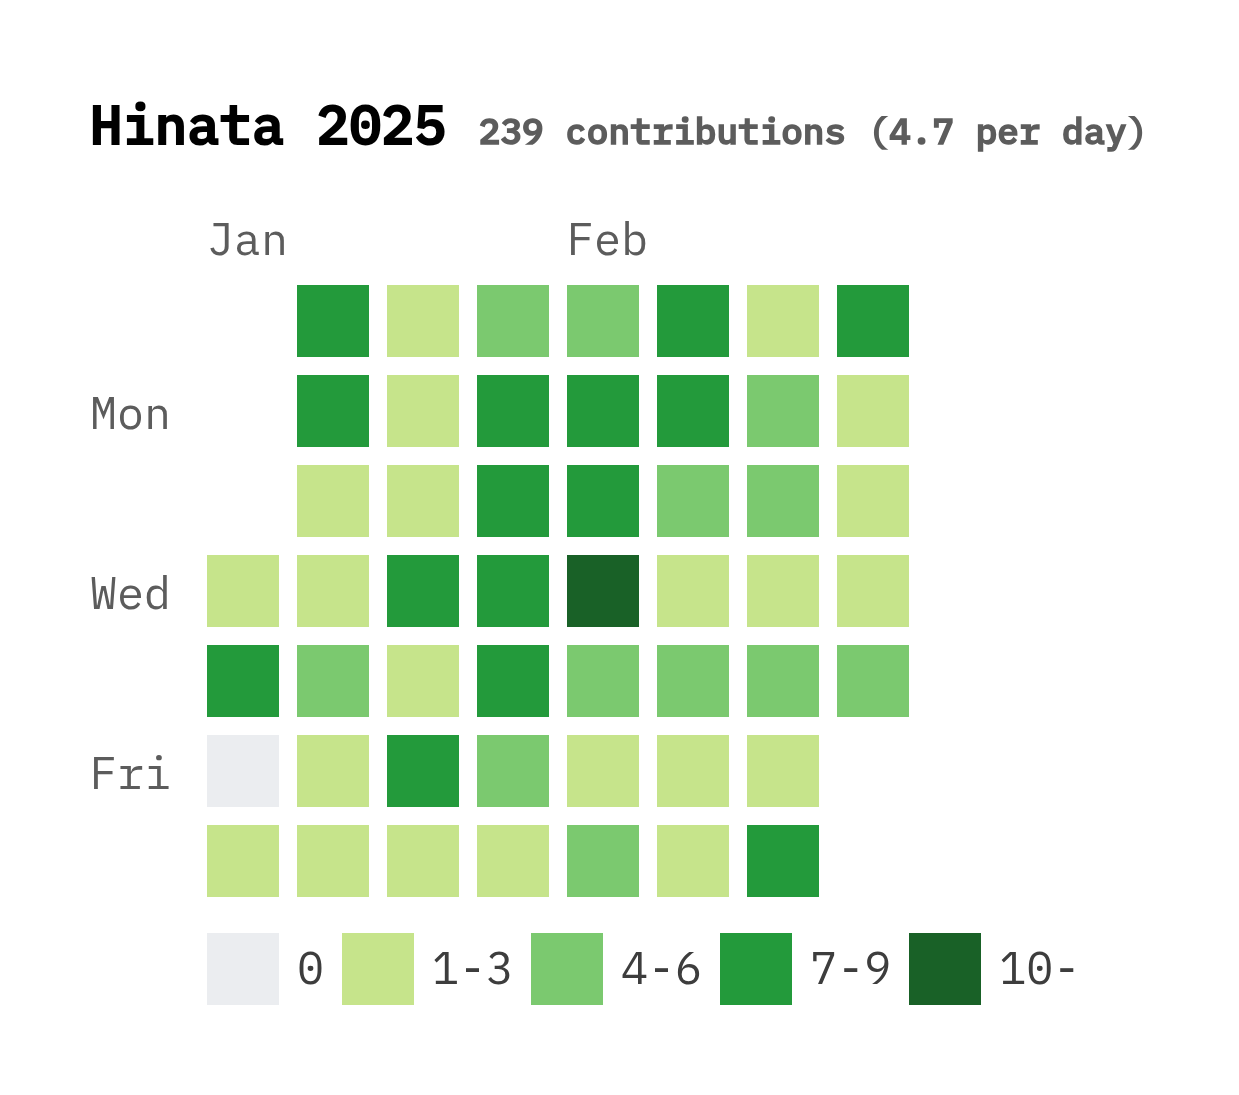 Hinata 2025 239 contributions (4.7 per day)
Jan Feb
Mon
Wed
Fri
0 1-3 4-6 7-9 10-